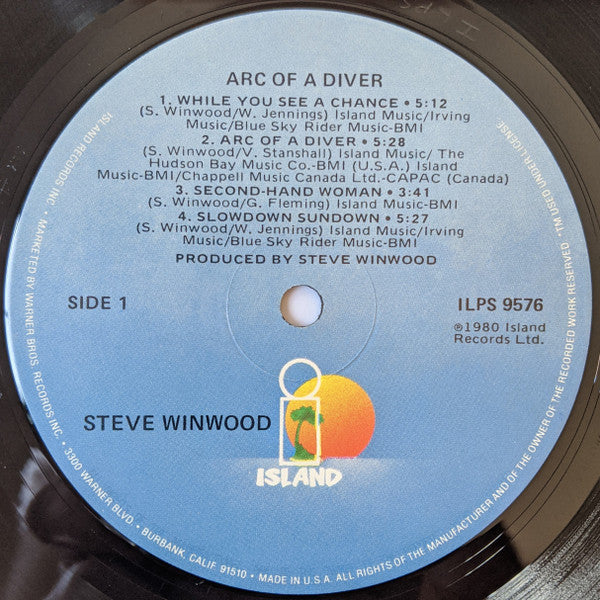 ARC OF A DIVER
1. WHILE YOU SEE A CHANCE • 5:12
(S. Winwood/W. Jennings) Island Music/Irving
Music/Blue Sky Rider Music-BMI
2. ARC OF A DIVER • 5:28
(S. Winwood/V. Stanshall) Island Music/ The
Hudson Bay Music Co.-BMI (U.S.A.) Island
Music-BMI/Chappell Music Canada Ltd.-CAPAC (Canada)
3. SECOND-HAND WOMAN • 3:41
(S. Winwood/G. Fleming) Island Music-BMI
4. SLOWDOWN SUNDOWN • 5:27
(S. Winwood/W. Jennings) Island Music/Irving
Music/Blue Sky Rider Music-BMI
PRODUCED BY STEVE WINWOOD
SIDE 1
ILPS 9576
℗1980 Island
Records Ltd.
STEVE WINWOOD
ISLAND
ISLAND RECORDS INC. • MARKETED BY WARNER BROS. RECORDS INC. • 3300 WARNER BLVD. • BURBANK, CALIF 91510 • MADE IN U.S.A. ALL RIGHTS OF THE MANUFACTURER AND OF THE OWNER OF THE RECORDED WORK RESERVED • TM USED UNDER LICENSE.